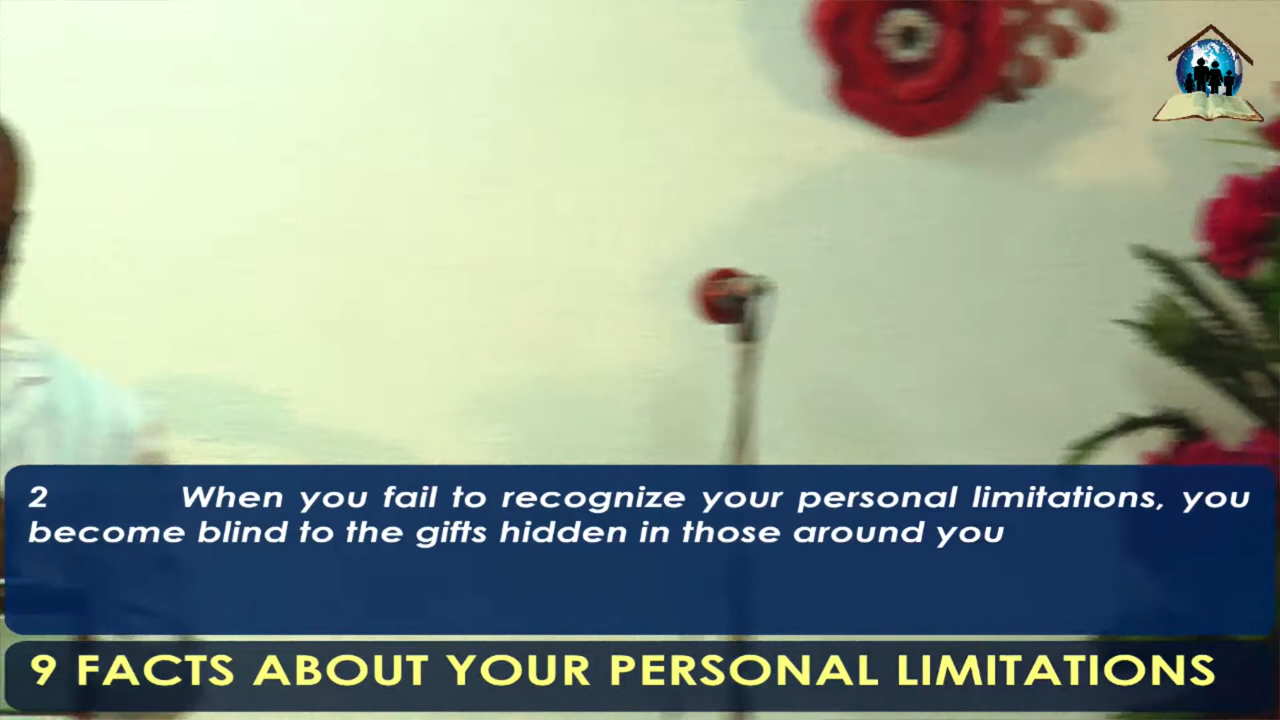 2 When you fail to recognize your personal limitations, you
become blind to the gifts hidden in those around you
9 FACTS ABOUT YOUR PERSONAL LIMITATIONS